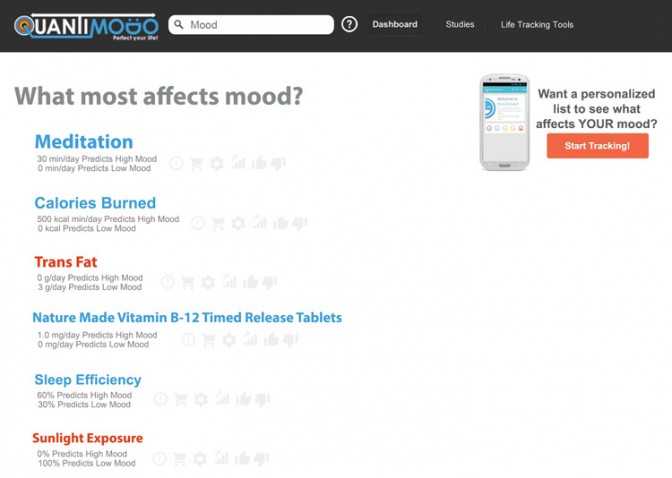 QUANTIMODO
Perfect your life!
Mood
?
Dashboard
Studies
Life Tracking Tools
What most affects mood?
Want a personalized
list to see what
affects YOUR mood?
Start Tracking!
Meditation
30 min/day Predicts High Mood
0 min/day Predicts Low Mood
Calories Burned
500 kcal min/day Predicts High Mood
0 kcal Predicts Low Mood
Trans Fat
0 g/day Predicts High Mood
3 g/day Predicts Low Mood
Nature Made Vitamin B-12 Timed Release Tablets
1.0 mg/day Predicts High Mood
0 mg/day Predicts Low Mood
Sleep Efficiency
60% Predicts High Mood
30% Predicts Low Mood
Sunlight Exposure
0% Predicts High Mood
100% Predicts Low Mood